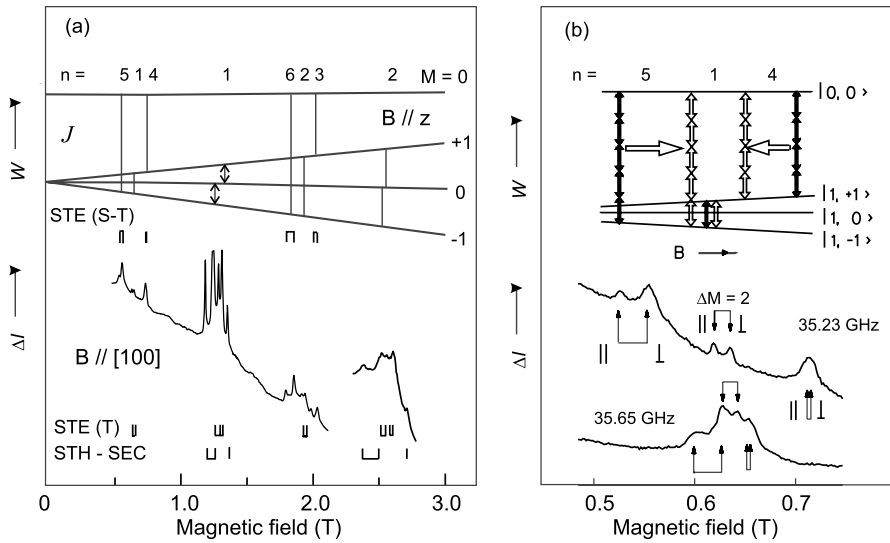 (a)
n = 5 1 4 1 6 2 3 2 M = 0
J
B // z
W
+1
0
-1
STE (S-T)
ΔI
B // [100]
STE (T)
STH - SEC
0 1.0 2.0 3.0
Magnetic field (T)
(b)
n = 5 1 4
|0, 0>
W
|1, +1>
|1, 0>
|1, -1>
B
ΔM = 2
|| ⊥
35.23 GHz
|| ⊥
ΔI
|| ⊥
35.65 GHz
0.5 0.6 0.7
Magnetic field (T)